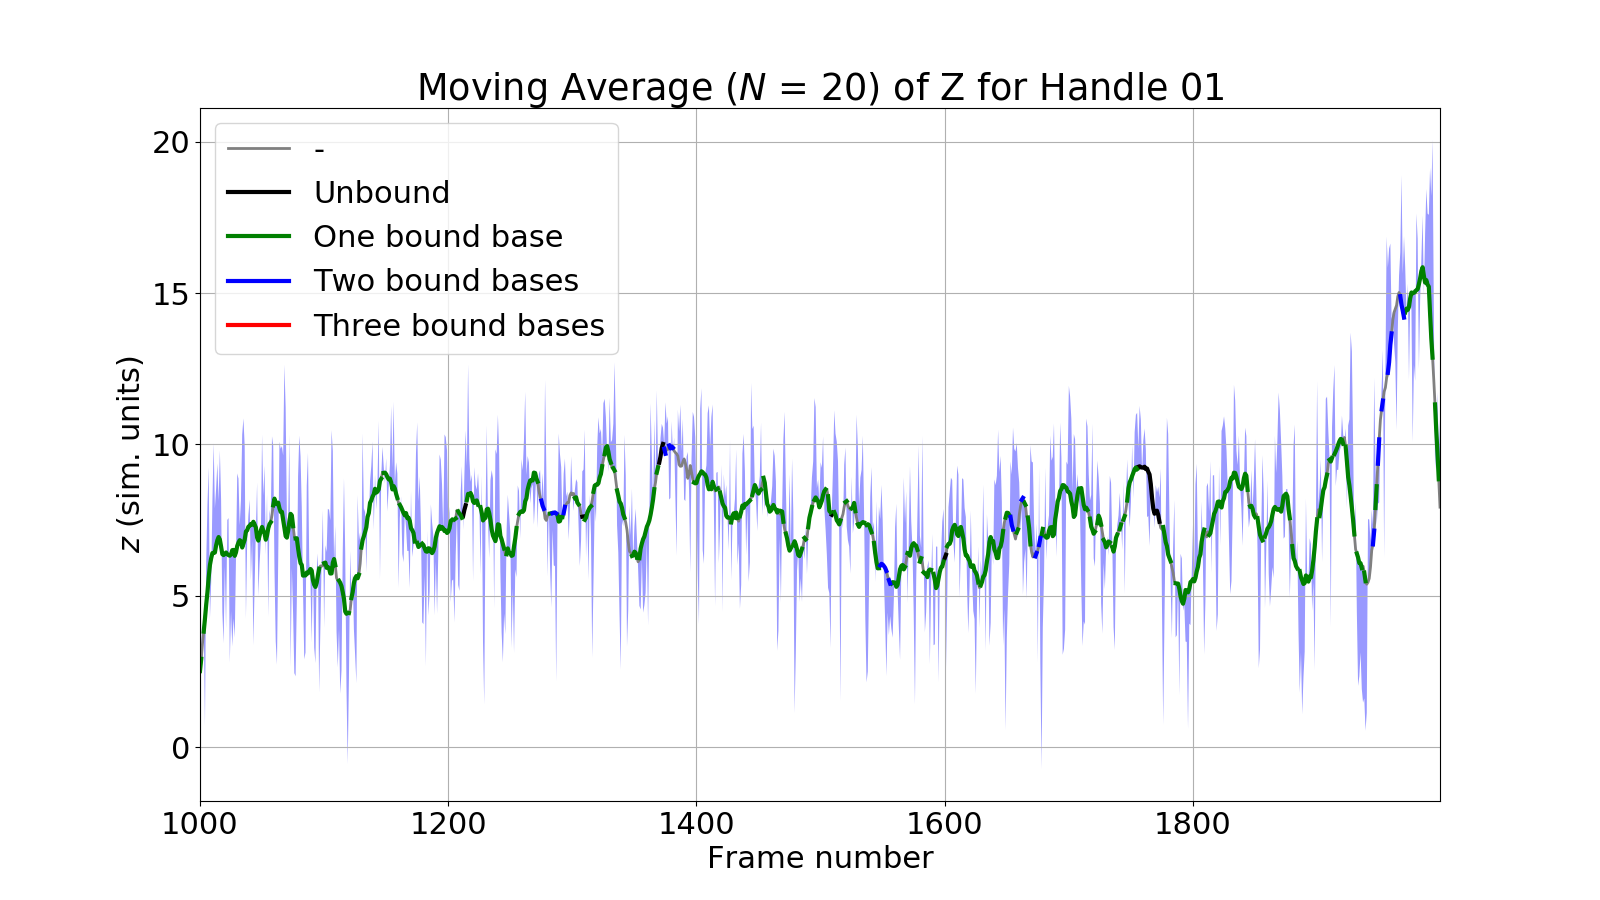 Moving Average (N = 20) of Z for Handle 01
20
15
10
5
0
z (sim. units)
-
Unbound
One bound base
Two bound bases
Three bound bases
1000 1200 1400 1600 1800
Frame number